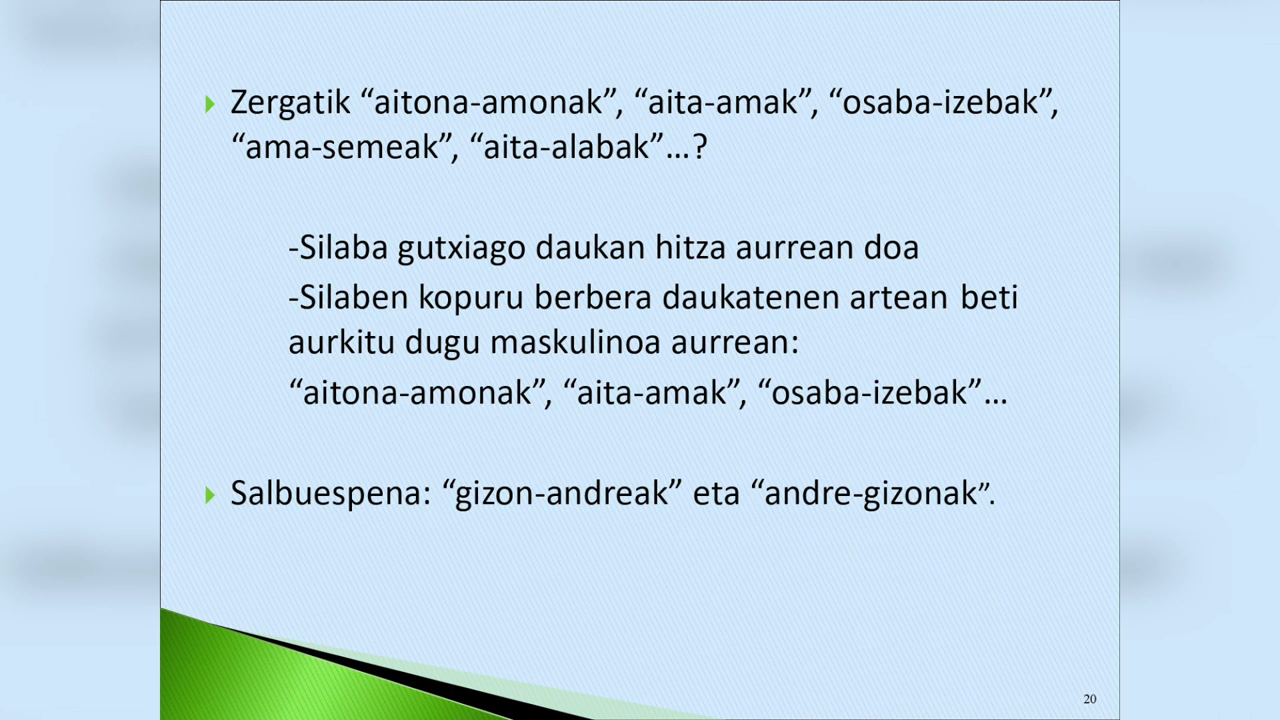 Zergatik “aitona-amonak”, “aita-amak”, “osaba-izebak”,
“ama-semeak”, “aita-alabak”…?
-Silaba gutxiago daukan hitza aurrean doa
-Silaben kopuru berbera daukatenen artean beti
aurkitu dugu maskulinoa aurrean:
“aitona-amonak”, “aita-amak”, “osaba-izebak”…
Salbuespena: “gizon-andreak” eta “andre-gizonak”.
20